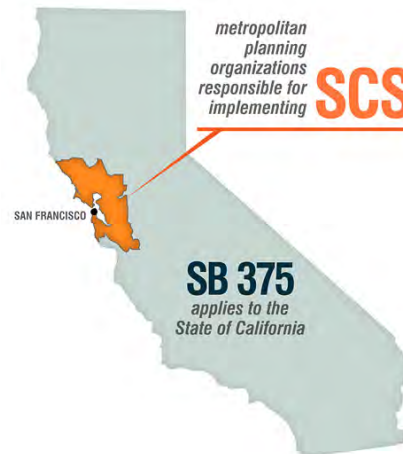 metropolitan
planning
organizations
responsible for
implementing
SCS
SAN FRANCISCO
SB 375
applies to the
State of California